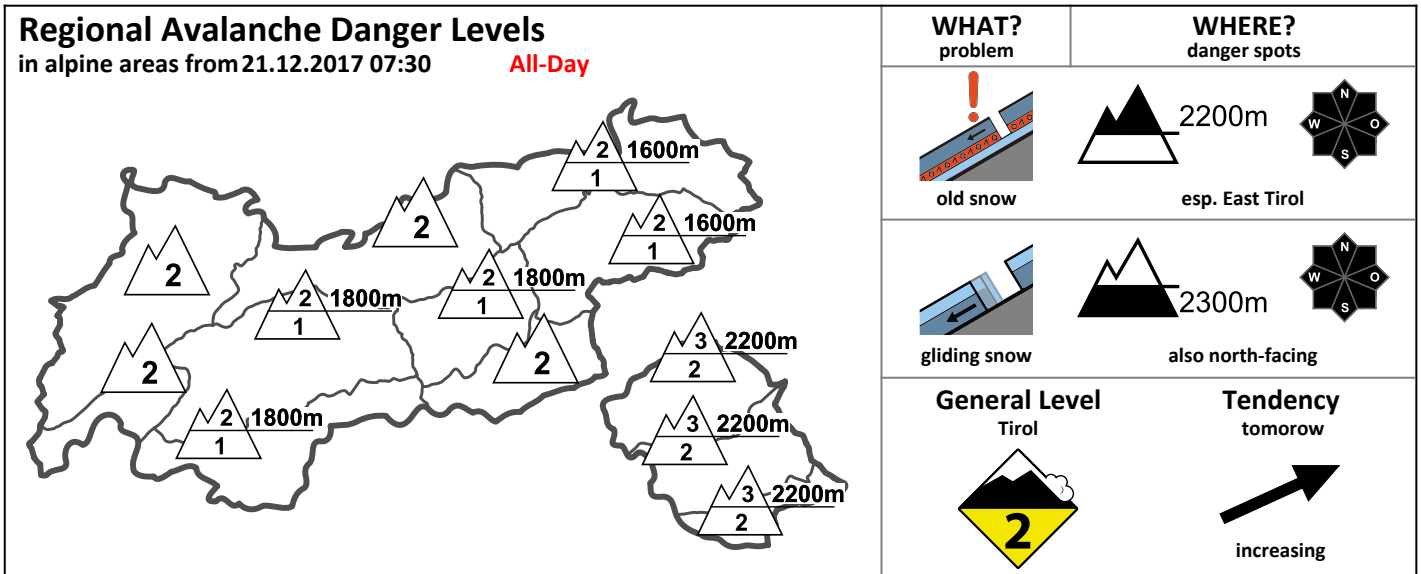 Regional Avalanche Danger Levels
in alpine areas from 21.12.2017 07:30 All-Day
2 1600m
1
2
2 1600m
1
2
2 1800m
1
2 1800m
1
2
2
3 2200m
2
2 1800m
1
3 2200m
2
3 2200m
2
WHAT?
problem
WHERE?
danger spots
old snow
2200m
N
W O
S
esp. East Tirol
gliding snow
2300m
N
W O
S
also north-facing
General Level
Tirol
2
Tendency
tomorow
increasing